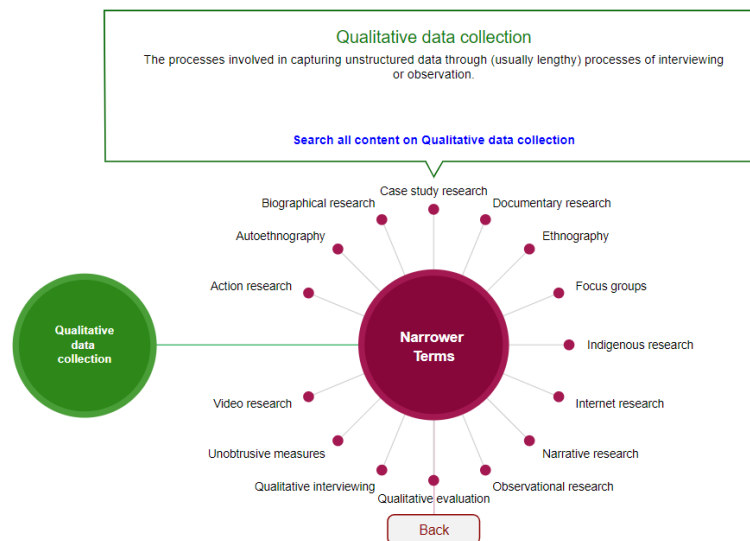 Qualitative data collection
The processes involved in capturing unstructured data through (usually lengthy) processes of interviewing
or observation.
Search all content on Qualitative data collection
Case study research
Biographical research
Documentary research
Autoethnography
Ethnography
Action research
Focus groups
Qualitative
data
collection
Narrower
Terms
Indigenous research
Video research
Internet research
Unobtrusive measures
Narrative research
Qualitative interviewing
Observational research
Qualitative evaluation
Back